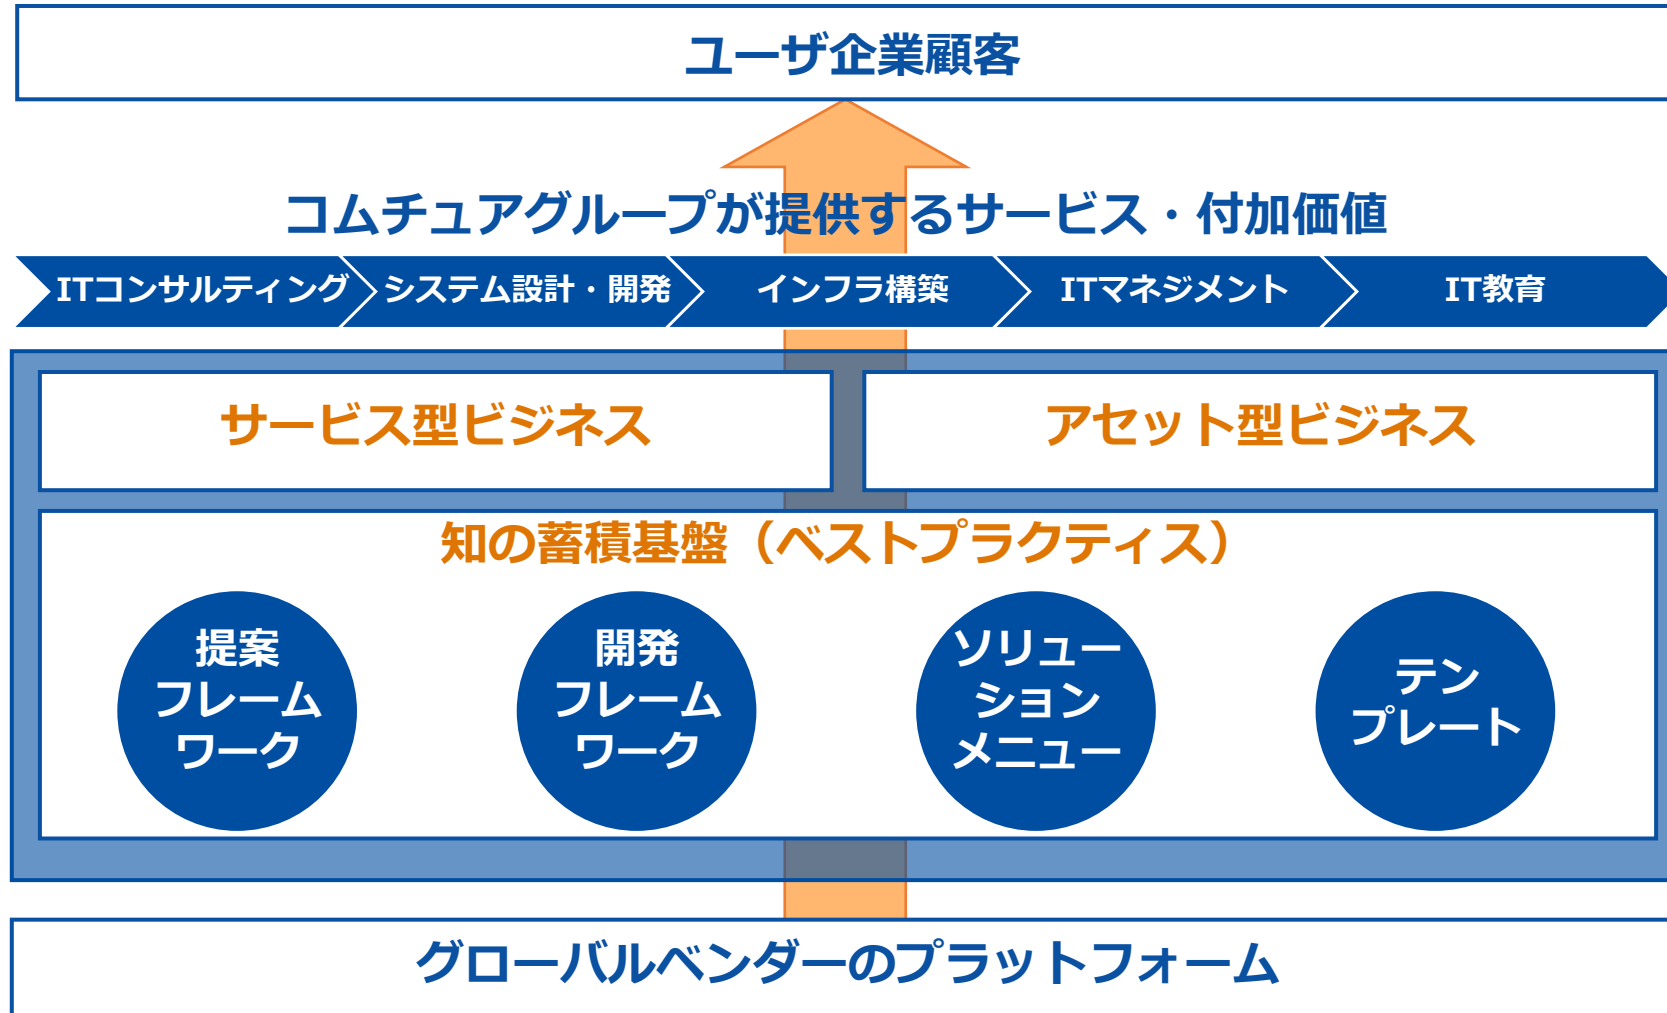 ユーザ企業顧客
コムチュアグループが提供するサービス・付加価値
ITコンサルティング
システム設計・開発
インフラ構築
ITマネジメント
IT教育
サービス型ビジネス
アセット型ビジネス
知の蓄積基盤（ベストプラクティス）
提案
フレーム
ワーク
開発
フレーム
ワーク
ソリュー
ション
メニュー
テン
プレート
グローバルベンダーのプラットフォーム